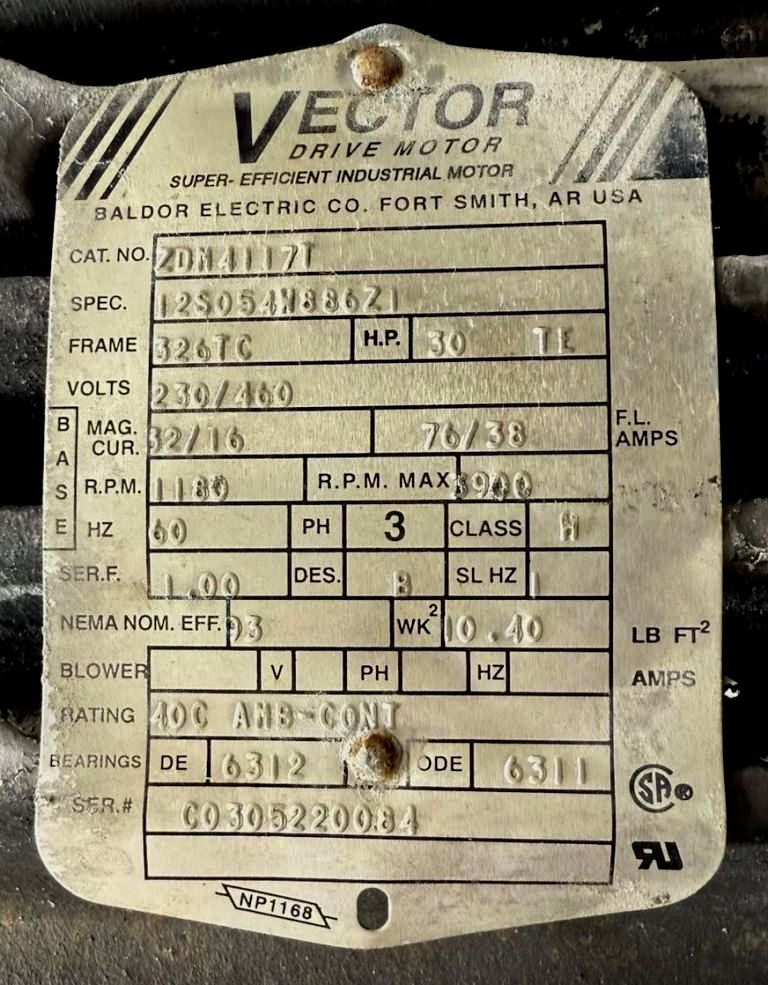 VECTOR
DRIVE MOTOR
SUPER-EFFICIENT INDUSTRIAL MOTOR
BALDOR ELECTRIC CO. FORT SMITH, AR USA
CAT. NO. ZDM4117T
SPEC. 12S054W886Z1
FRAME 326TC H.P. 30 TE
VOLTS 230/460
BASE
MAG. CUR. 32/16 76/38 F.L. AMPS
R.P.M. 1180 R.P.M. MAX
HZ 60 PH 3 CLASS H
SER.F. 1.00 DES. B SL HZ
NEMA NOM. EFF. 93 WK2 10.40 LB FT2
BLOWER V PH HZ AMPS
RATING 40C AMB-CONT
BEARINGS DE 6312 ODE 6311
SER.# C0305220084
SA ®
RU
NP1168